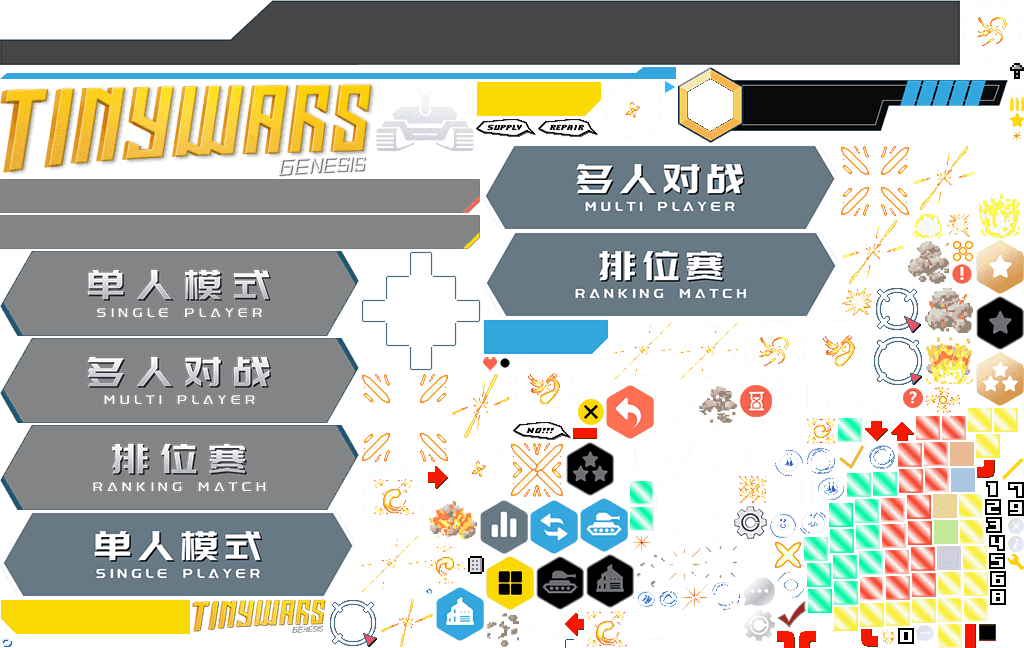 TINYWARS
GENESIS
SUPPLY
REPAIR
多人对战
MULTI PLAYER
排位赛
RANKING MATCH
单人模式
SINGLE PLAYER
多人对战
MULTI PLAYER
排位赛
RANKING MATCH
单人模式
SINGLE PLAYER
NO!!!
TINYWARS
GENESIS
1
2
3
4
5
6
8
7
9
0